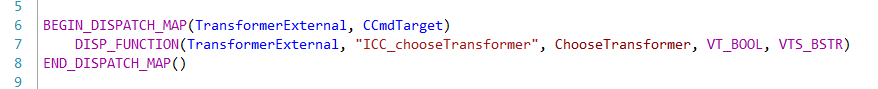 5
6 BEGIN_DISPATCH_MAP(TransformerExternal, CCmdTarget)
7 DISP_FUNCTION(TransformerExternal, "ICC_chooseTransformer", ChooseTransformer, VT_BOOL, VTS_BSTR)
8 END_DISPATCH_MAP()
9